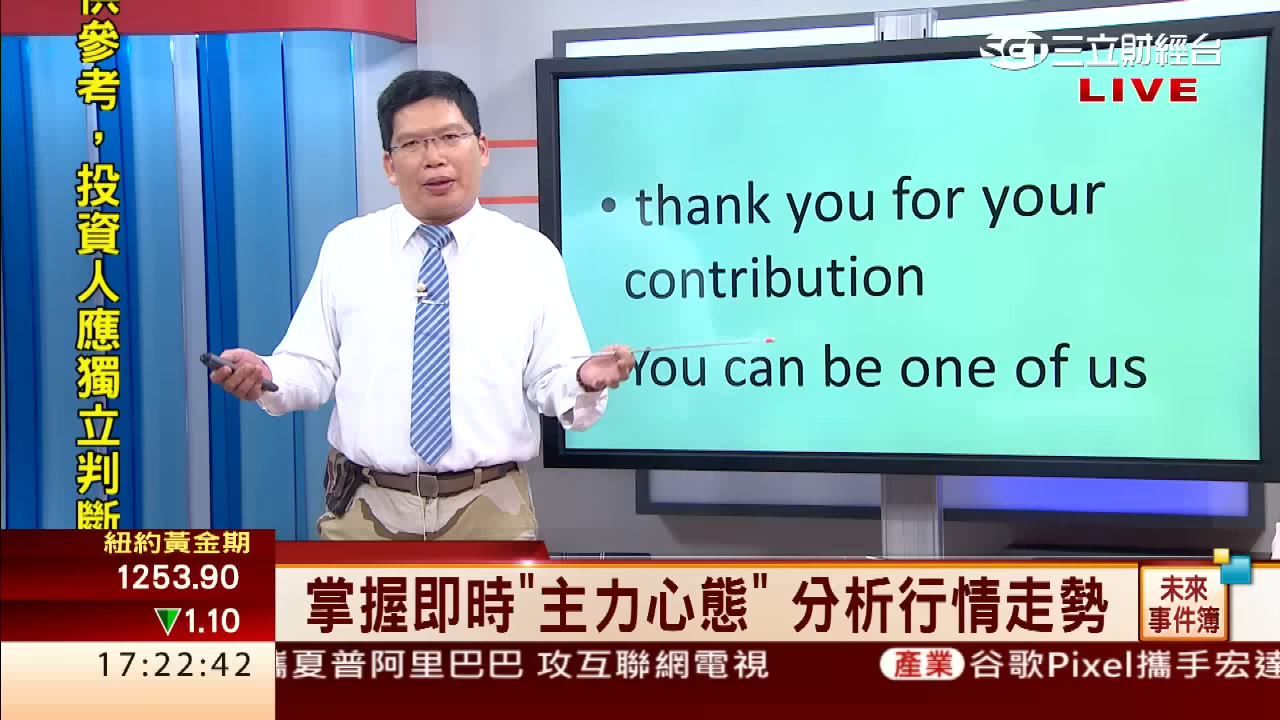 供參考，投資人應獨立判斷
SET三立財經台
LIVE
• thank you for your
contribution
You can be one of us
紐約黃金期
1253.90
▼1.10
17:22:42
掌握即時"主力心態" 分析行情走勢
未來
事件簿
攜夏普阿里巴巴 攻互聯網電視
產業 谷歌Pixel攜手宏達